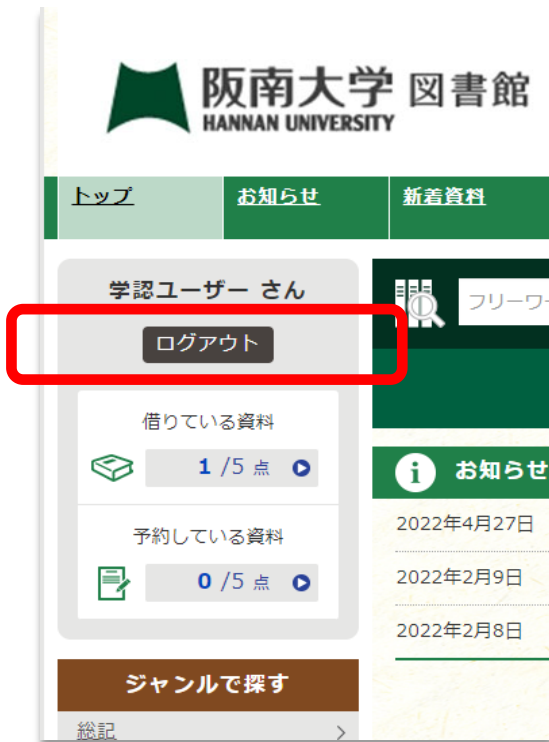 阪南大学 図書館
HANNAN UNIVERSITY
トップ
お知らせ
新着資料
学認ユーザー さん
ログアウト
借りている資料
1 /5 点
予約している資料
0 /5 点
ジャンルで探す
総記
フリーワー
i お知らせ
2022年4月27日
2022年2月9日
2022年2月8日